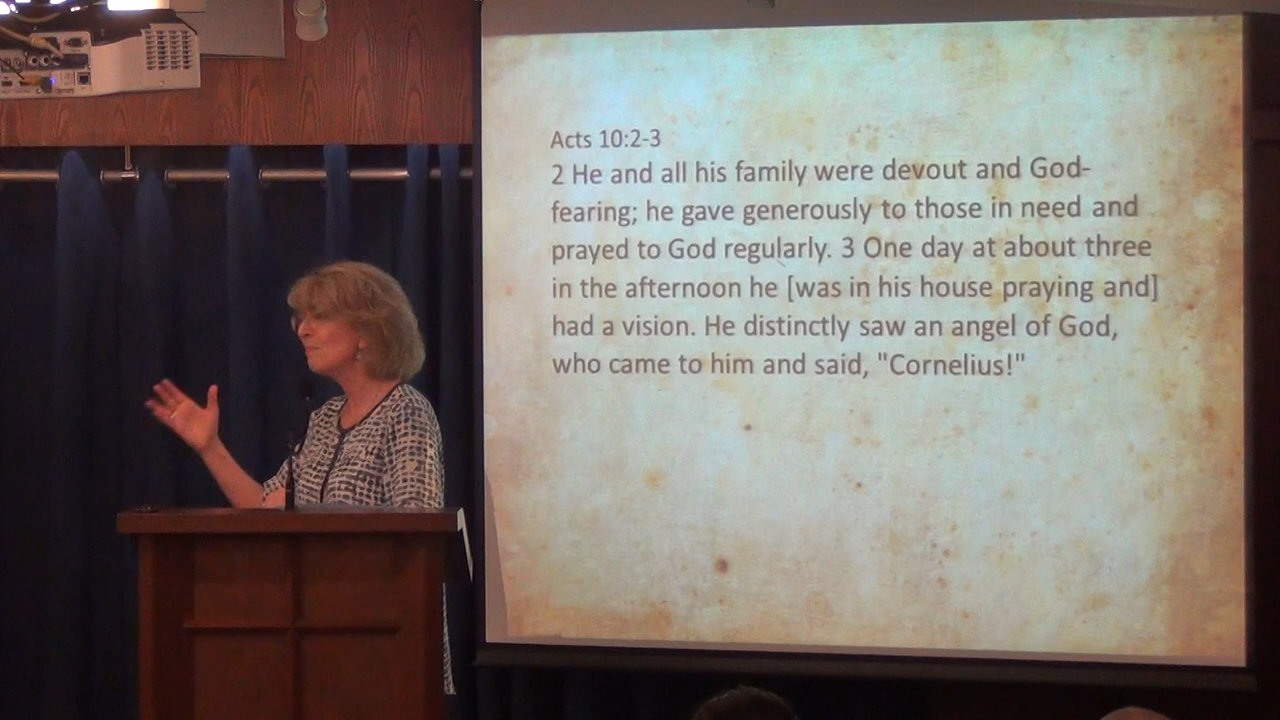 Acts 10:2-3
2 He and all his family were devout and God-
fearing; he gave generously to those in need and
prayed to God regularly. 3 One day at about three
in the afternoon he [was in his house praying and]
had a vision. He distinctly saw an angel of God,
who came to him and said, "Cornelius!"